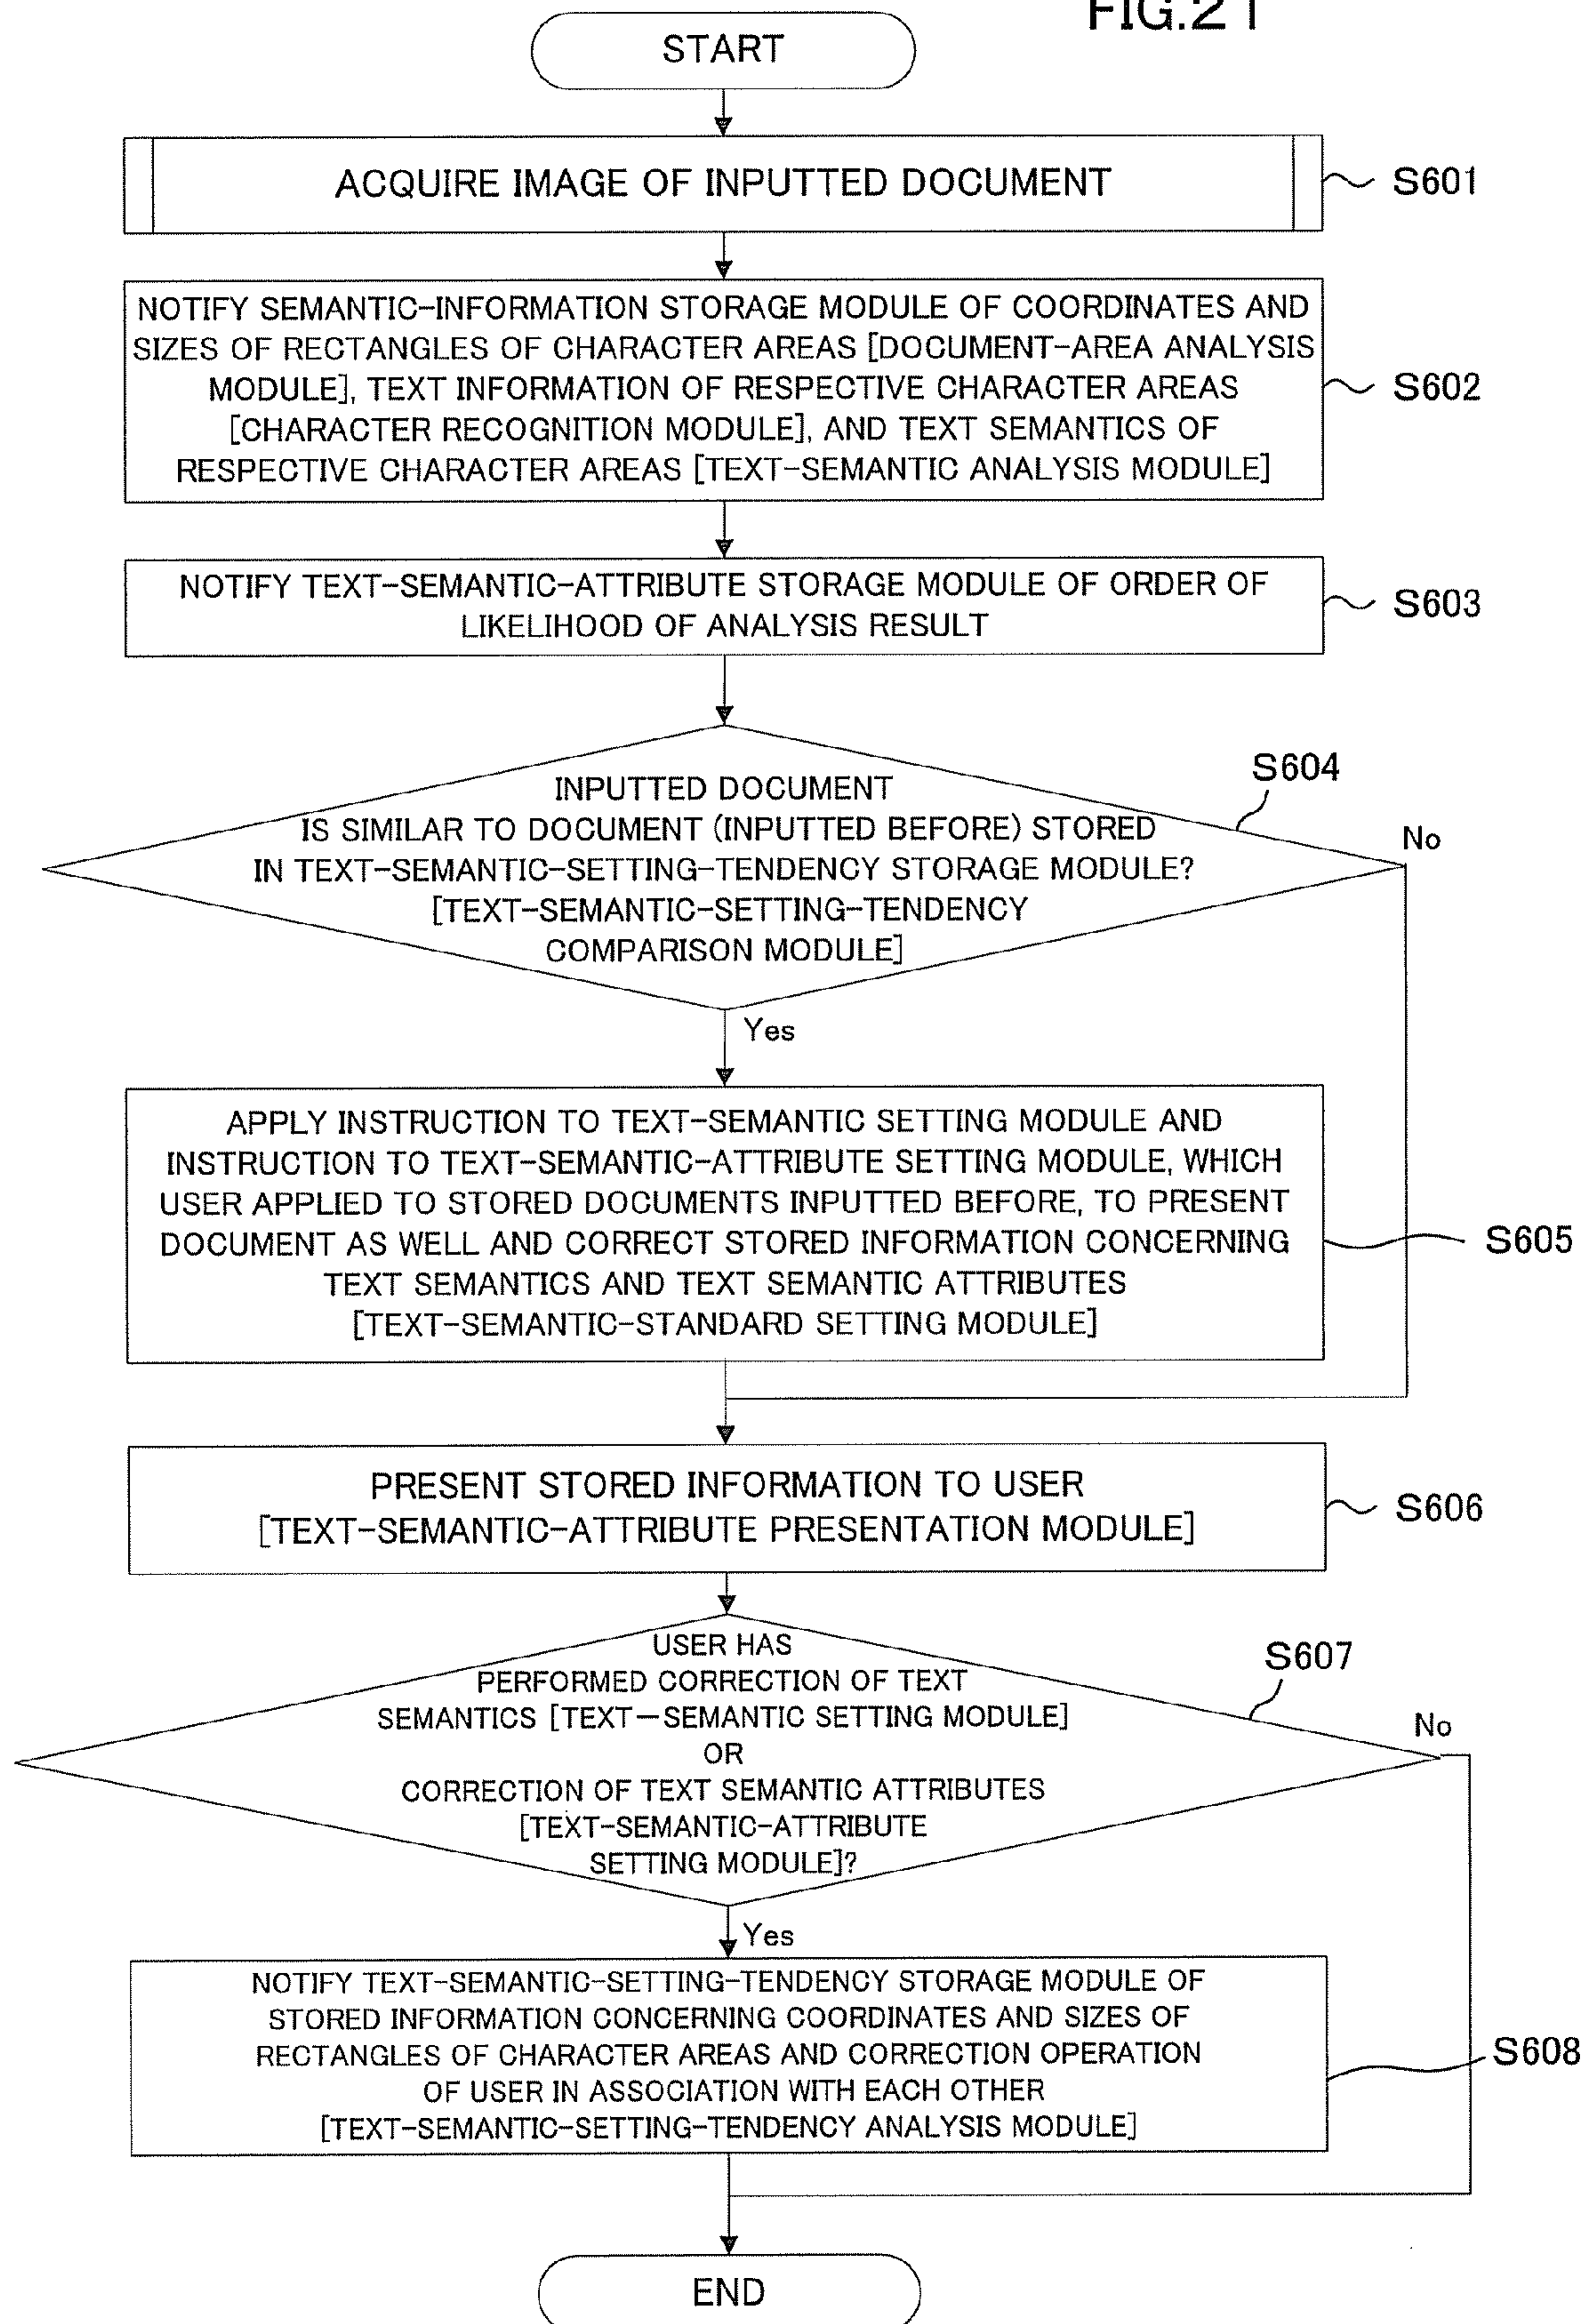 FIG.21
START
ACQUIRE IMAGE OF INPUTTED DOCUMENT
S601
NOTIFY SEMANTIC-INFORMATION STORAGE MODULE OF COORDINATES AND
SIZES OF RECTANGLES OF CHARACTER AREAS [DOCUMENT-AREA ANALYSIS
MODULE], TEXT INFORMATION OF RESPECTIVE CHARACTER AREAS
[CHARACTER RECOGNITION MODULE], AND TEXT SEMANTICS OF
RESPECTIVE CHARACTER AREAS [TEXT-SEMANTIC ANALYSIS MODULE]
S602
NOTIFY TEXT-SEMANTIC-ATTRIBUTE STORAGE MODULE OF ORDER OF
LIKELIHOOD OF ANALYSIS RESULT
S603
INPUTTED DOCUMENT
IS SIMILAR TO DOCUMENT (INPUTTED BEFORE) STORED
IN TEXT-SEMANTIC-SETTING-TENDENCY STORAGE MODULE?
[TEXT-SEMANTIC-SETTING-TENDENCY
COMPARISON MODULE]
S604
No
Yes
APPLY INSTRUCTION TO TEXT-SEMANTIC SETTING MODULE AND
INSTRUCTION TO TEXT-SEMANTIC-ATTRIBUTE SETTING MODULE, WHICH
USER APPLIED TO STORED DOCUMENTS INPUTTED BEFORE, TO PRESENT
DOCUMENT AS WELL AND CORRECT STORED INFORMATION CONCERNING
TEXT SEMANTICS AND TEXT SEMANTIC ATTRIBUTES
[TEXT-SEMANTIC-STANDARD SETTING MODULE]
S605
PRESENT STORED INFORMATION TO USER
[TEXT-SEMANTIC-ATTRIBUTE PRESENTATION MODULE]
S606
USER HAS
PERFORMED CORRECTION OF TEXT
SEMANTICS [TEXT-SEMANTIC SETTING MODULE]
OR
CORRECTION OF TEXT SEMANTIC ATTRIBUTES
[TEXT-SEMANTIC-ATTRIBUTE
SETTING MODULE]?
S607
No
Yes
NOTIFY TEXT-SEMANTIC-SETTING-TENDENCY STORAGE MODULE OF
STORED INFORMATION CONCERNING COORDINATES AND SIZES OF
RECTANGLES OF CHARACTER AREAS AND CORRECTION OPERATION
OF USER IN ASSOCIATION WITH EACH OTHER
[TEXT-SEMANTIC-SETTING-TENDENCY ANALYSIS MODULE]
S608
END